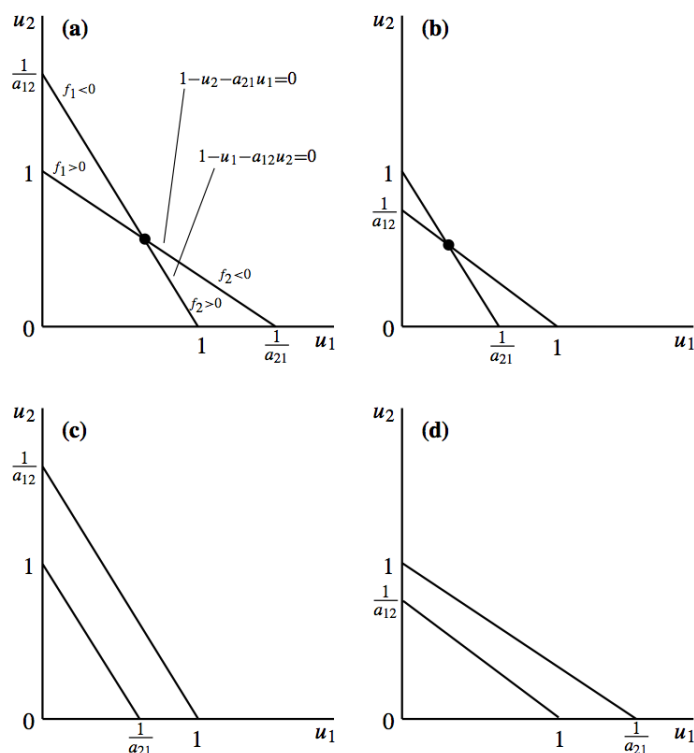 u₂ (a)
1/a₁₂
f₁<0
1−u₂−a₂₁u₁=0
1−u₁−a₁₂u₂=0
1
f₁>0
f₂<0
f₂>0
0
1
1/a₂₁
u₁
u₂ (b)
1
1/a₁₂
0
1/a₂₁
1
u₁
u₂ (c)
1/a₁₂
1
0
1/a₂₁
1
u₁
u₂ (d)
1
1/a₁₂
0
1
1/a₂₁
u₁